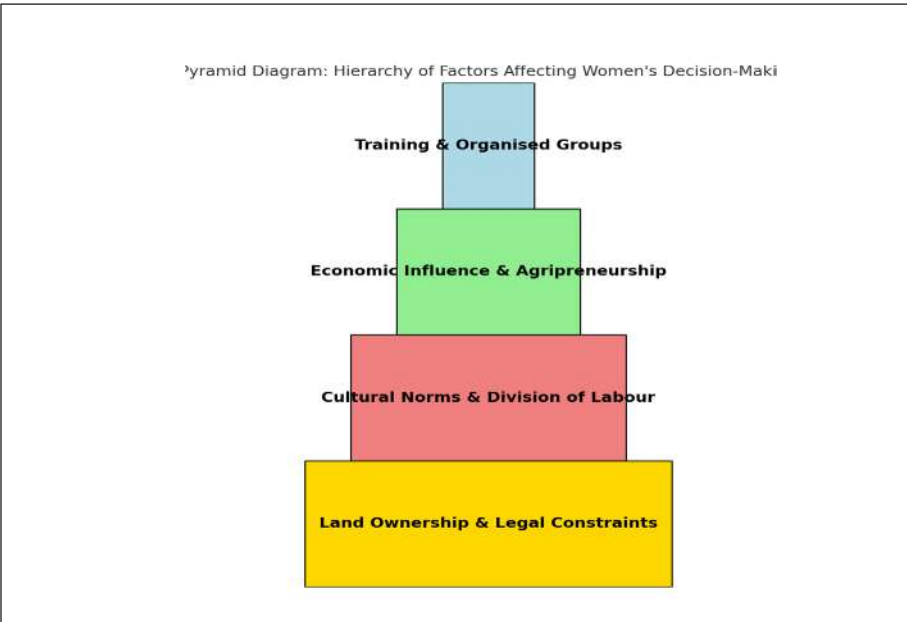 Pyramid Diagram: Hierarchy of Factors Affecting Women's Decision-Maki
Training & Organised Groups
Economic Influence & Agripreneurship
Cultural Norms & Division of Labour
Land Ownership & Legal Constraints